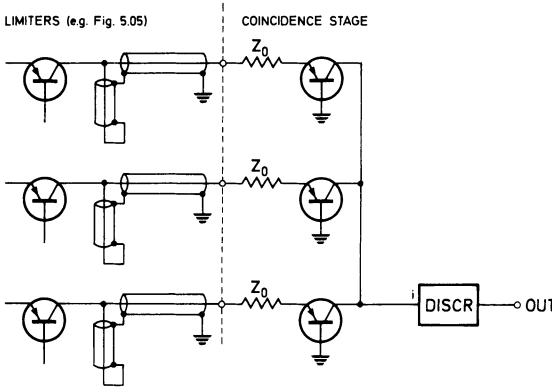 LIMITERS (e.g. Fig. 5.05)
COINCIDENCE STAGE
Z0
Z0
Z0
i
DISCR
OUT